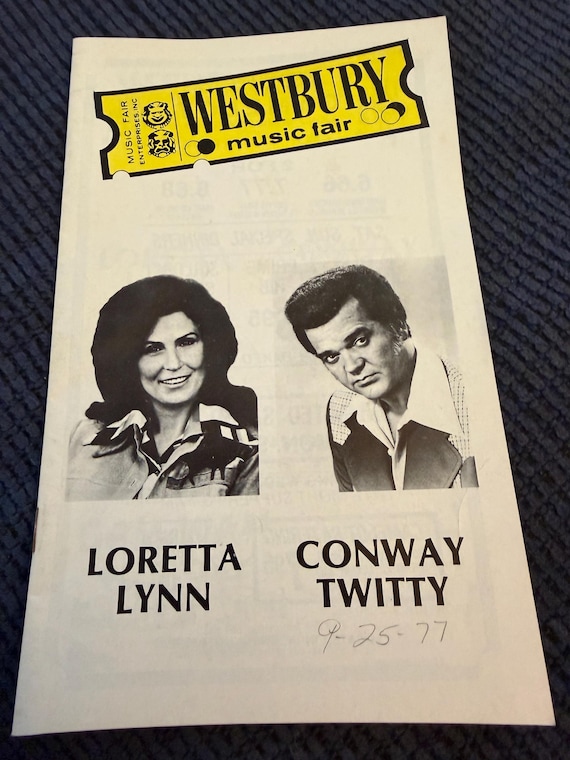 MUSIC FAIR
ENTERPRISES, INC
WESTBURY
music fair
LORETTA
LYNN
CONWAY
TWITTY
9-25-77